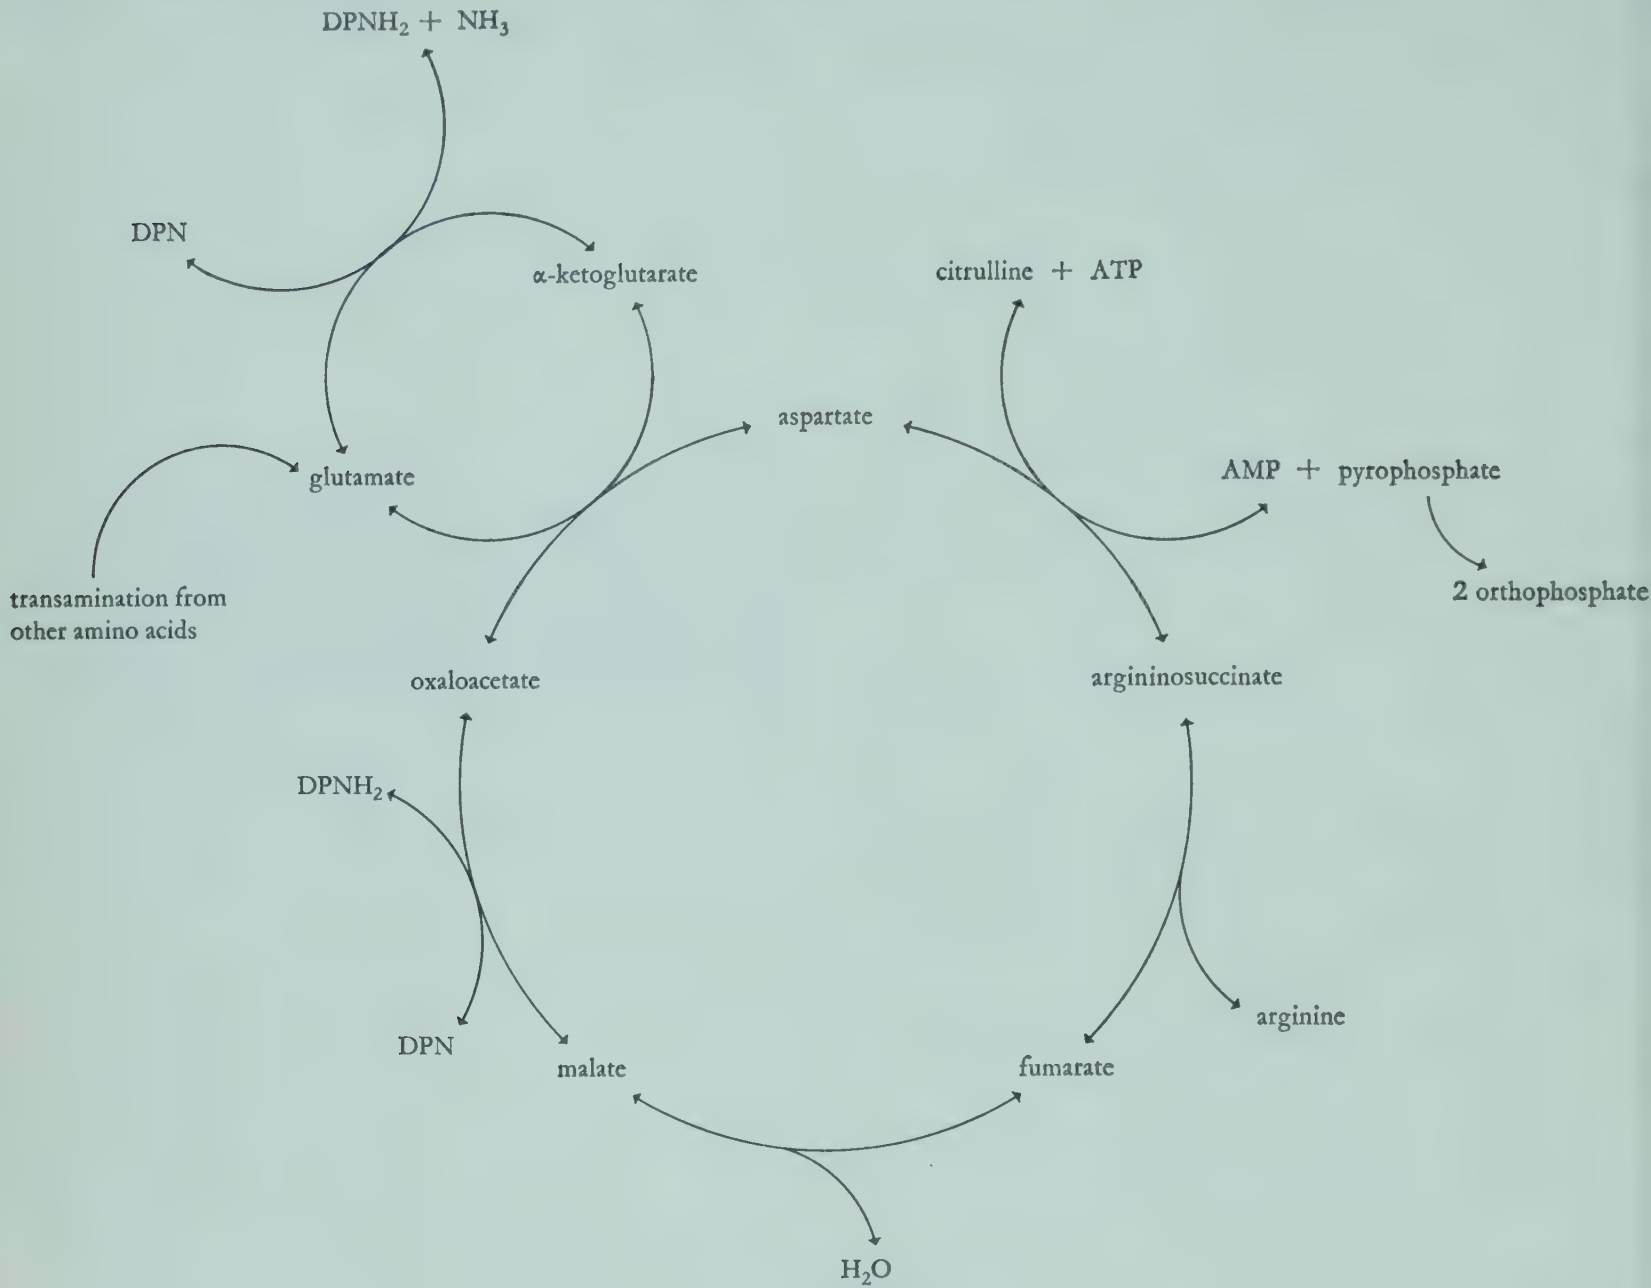 DPNH₂ + NH₃
DPN
α-ketoglutarate
citrulline + ATP
aspartate
glutamate
AMP + pyrophosphate
transamination from
other amino acids
2 orthophosphate
oxaloacetate
argininosuccinate
DPNH₂
arginine
DPN
malate
fumarate
H₂O